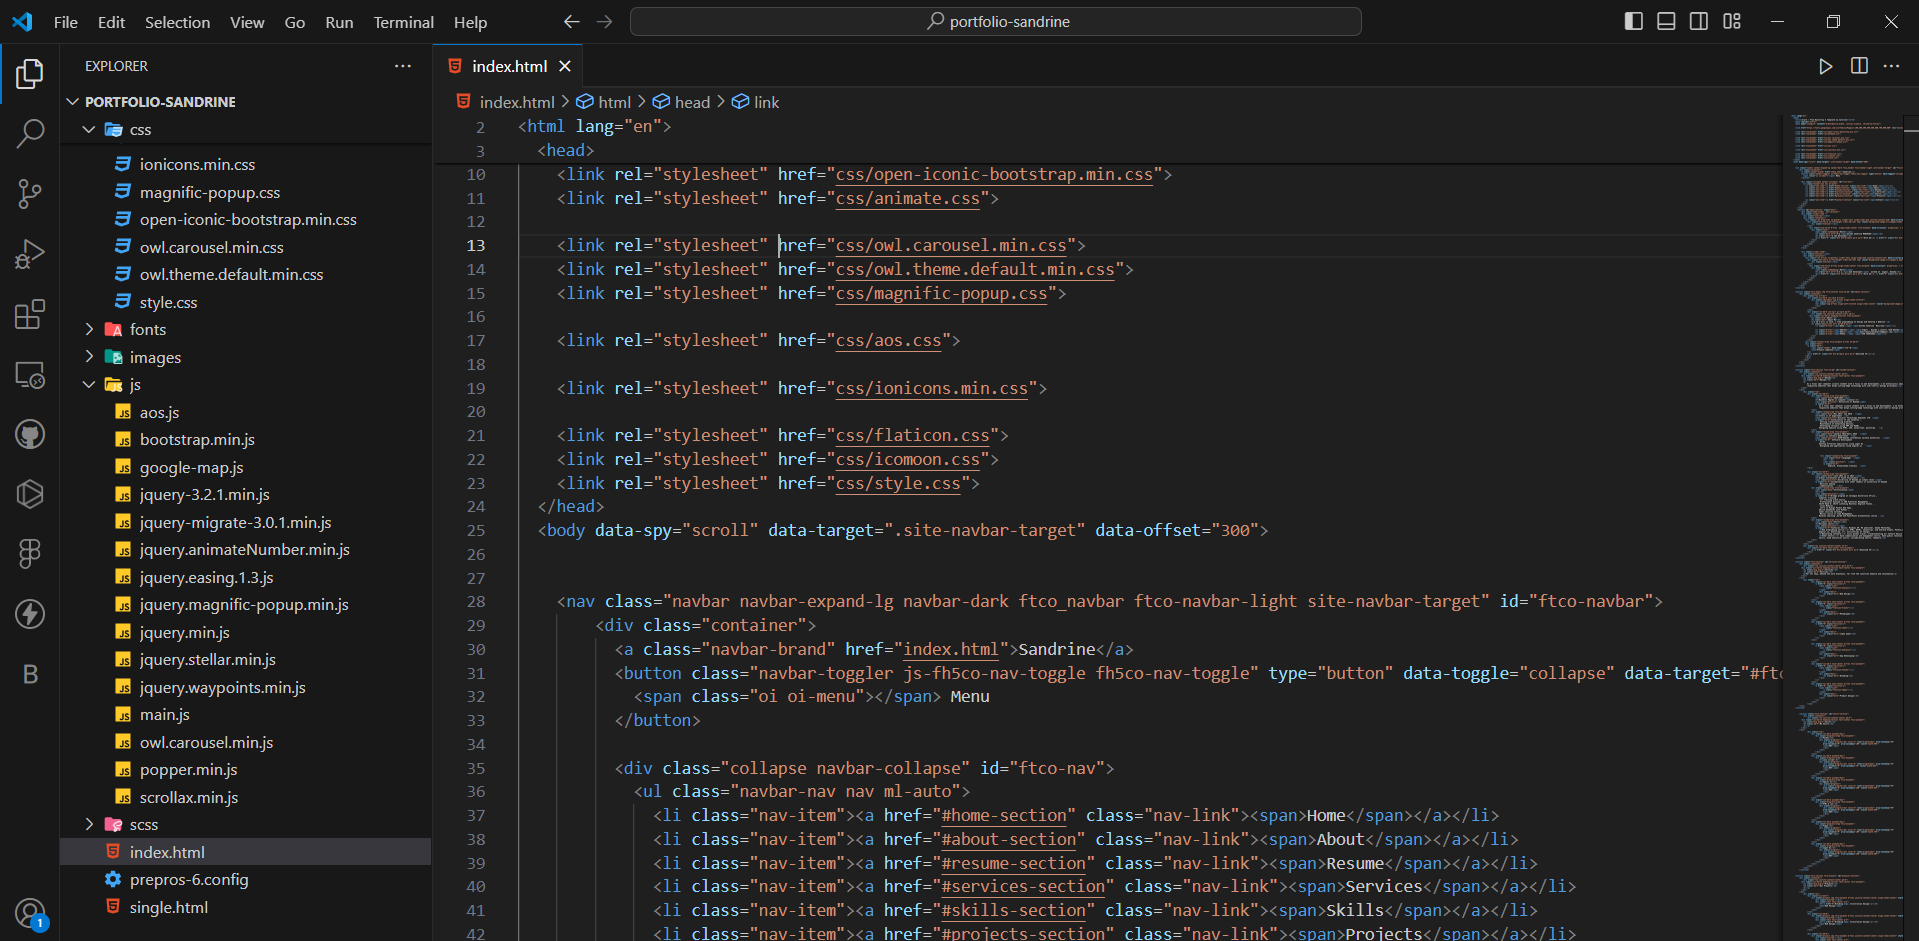 File Edit Selection View Go Run Terminal Help
portfolio-sandrine
EXPLORER
PORTFOLIO-SANDRINE
css
ionicons.min.css
magnific-popup.css
open-iconic-bootstrap.min.css
owl.carousel.min.css
owl.theme.default.min.css
style.css
fonts
images
js
aos.js
bootstrap.min.js
google-map.js
jquery-3.2.1.min.js
jquery-migrate-3.0.1.min.js
jquery.animateNumber.min.js
jquery.easing.1.3.js
jquery.magnific-popup.min.js
jquery.min.js
jquery.stellar.min.js
jquery.waypoints.min.js
main.js
owl.carousel.min.js
popper.min.js
scrollax.min.js
scss
index.html
prepros-6.config
single.html
B
1
index.html
index.html > html > head > link
2 <html lang="en">
3 <head>
10 <link rel="stylesheet" href="css/open-iconic-bootstrap.min.css">
11 <link rel="stylesheet" href="css/animate.css">
12
13 <link rel="stylesheet" href="css/owl.carousel.min.css">
14 <link rel="stylesheet" href="css/owl.theme.default.min.css">
15 <link rel="stylesheet" href="css/magnific-popup.css">
16
17 <link rel="stylesheet" href="css/aos.css">
18
19 <link rel="stylesheet" href="css/ionicons.min.css">
20
21 <link rel="stylesheet" href="css/flaticon.css">
22 <link rel="stylesheet" href="css/icomoon.css">
23 <link rel="stylesheet" href="css/style.css">
24 </head>
25 <body data-spy="scroll" data-target=".site-navbar-target" data-offset="300">
26
27
28 <nav class="navbar navbar-expand-lg navbar-dark ftco_navbar ftco-navbar-light site-navbar-target" id="ftco-navbar">
29 <div class="container">
30 <a class="navbar-brand" href="index.html">Sandrine</a>
31 <button class="navbar-toggler js-fh5co-nav-toggle fh5co-nav-toggle" type="button" data-toggle="collapse" data-target="#ftc
32 <span class="oi oi-menu"></span> Menu
33 </button>
34
35 <div class="collapse navbar-collapse" id="ftco-nav">
36 <ul class="navbar-nav nav ml-auto">
37 <li class="nav-item"><a href="#home-section" class="nav-link"><span>Home</span></a></li>
38 <li class="nav-item"><a href="#about-section" class="nav-link"><span>About</span></a></li>
39 <li class="nav-item"><a href="#resume-section" class="nav-link"><span>Resume</span></a></li>
40 <li class="nav-item"><a href="#services-section" class="nav-link"><span>Services</span></a></li>
41 <li class="nav-item"><a href="#skills-section" class="nav-link"><span>Skills</span></a></li>
42 <li class="nav-item"><a href="#projects-section" class="nav-link"><span>Projects</span></a></li>